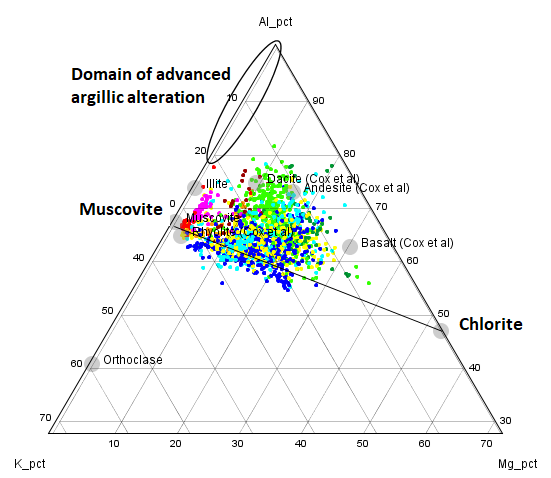 Al_pct
Domain of advanced
argillic alteration
10
90
20
80
Illite
Dacite (Cox et al)
Andesite (Cox et al)
0
70
Muscovite
Muscovite
Rhyolite (Cox et al)
Basalt (Cox et al)
40
60
50
50
Chlorite
60
Orthoclase
40
70
30
10
20
30
40
50
60
70
K_pct
Mg_pct